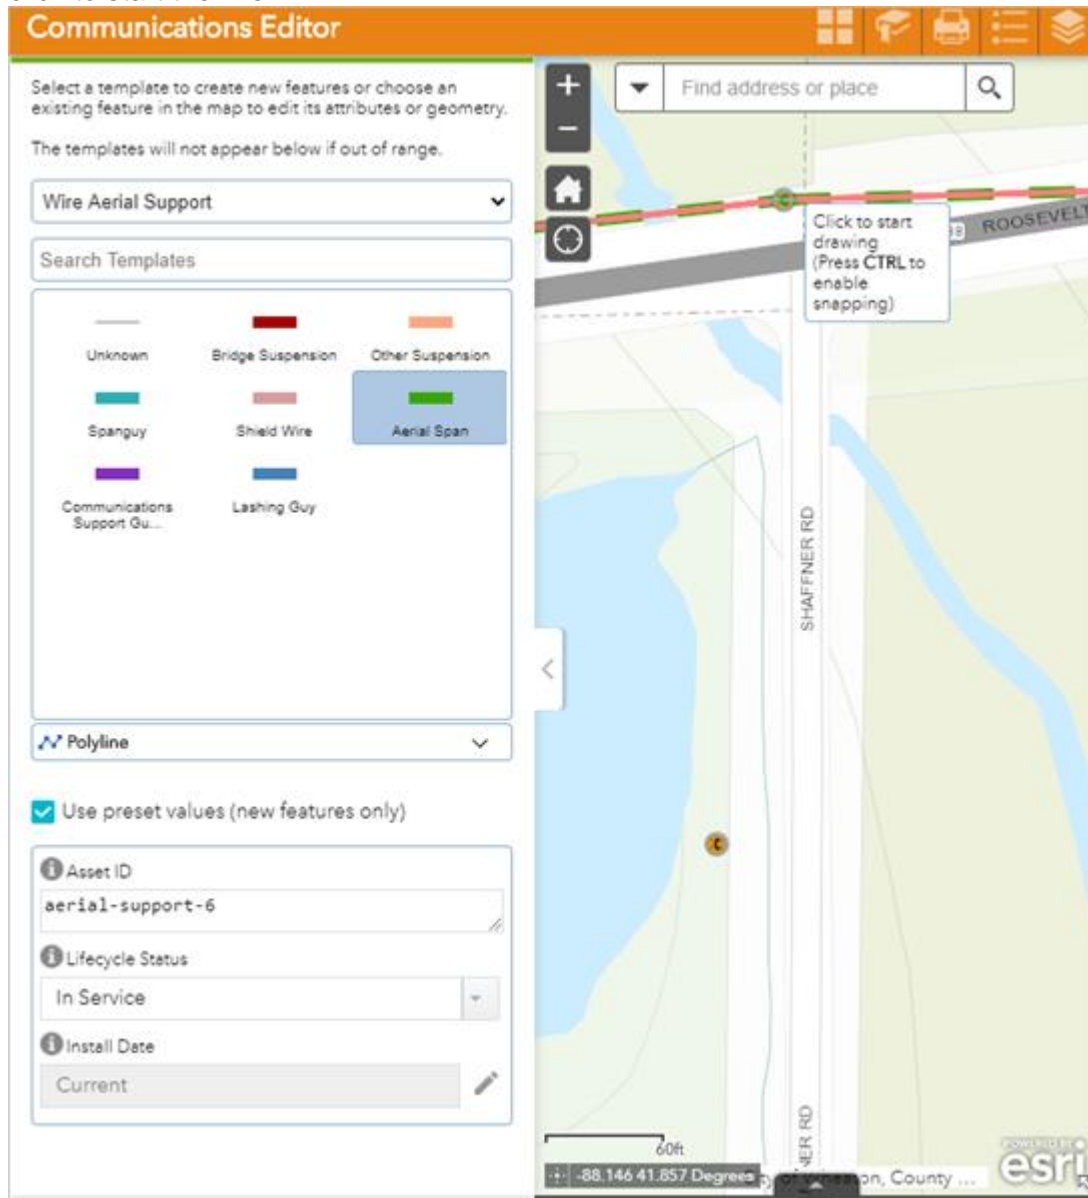 Communications Editor
Select a template to create new features or choose an
existing feature in the map to edit its attributes or geometry.
The templates will not appear below if out of range.
Wire Aerial Support
Search Templates
Unknown
Bridge Suspension
Other Suspension
Spanguy
Shield Wire
Aerial Span
Communications
Support Gu...
Lashing Guy
Polyline
Use preset values (new features only)
Asset ID
aerial-support-6
Lifecycle Status
In Service
Install Date
Current
Find address or place
Click to start
drawing
(Press CTRL to
enable
snapping)
ROOSEVELT
SHAFFNER RD
NER RD
60ft
-88.146 41.857 Degrees
on, County ...
POWERED BY
esri